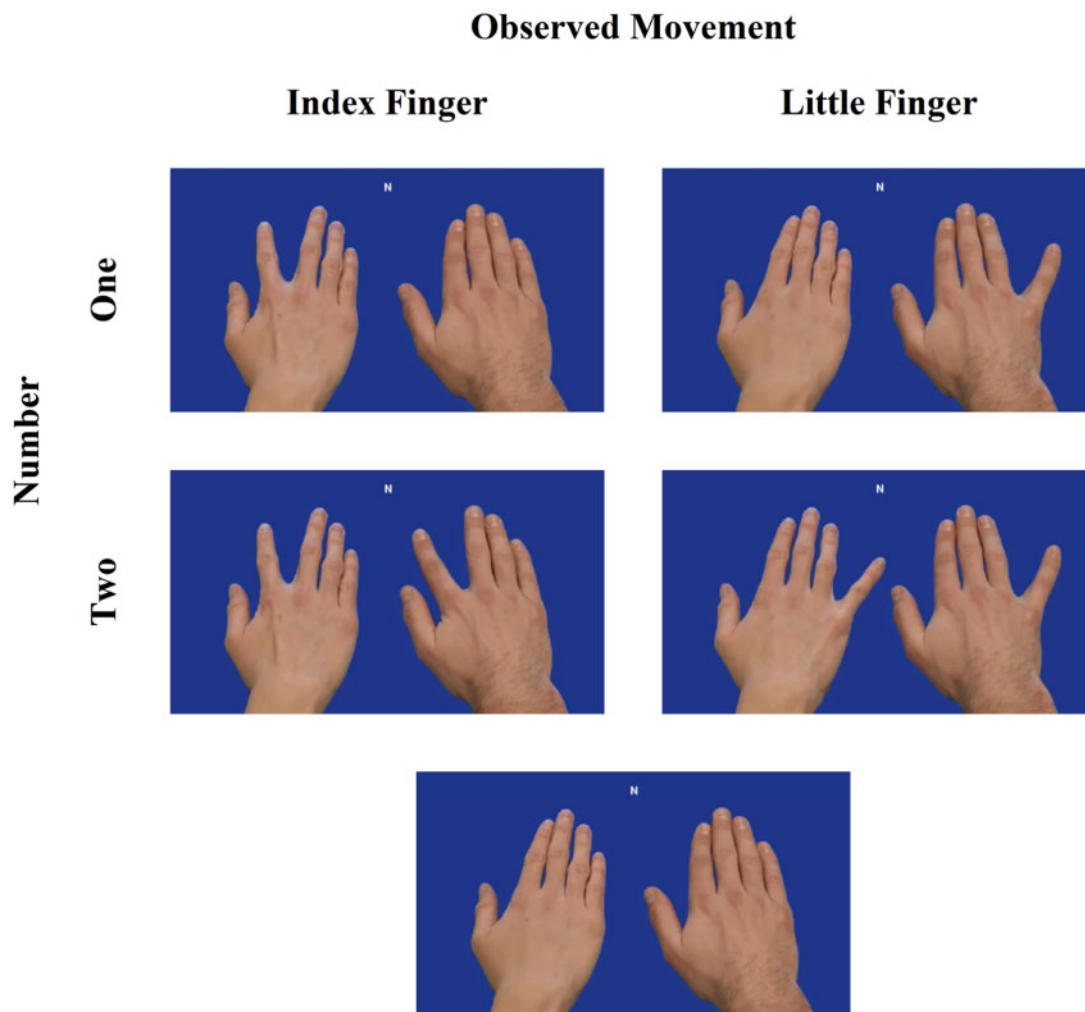 Observed Movement
Index Finger
Little Finger
Number
One
N
N
Two
N
N
N